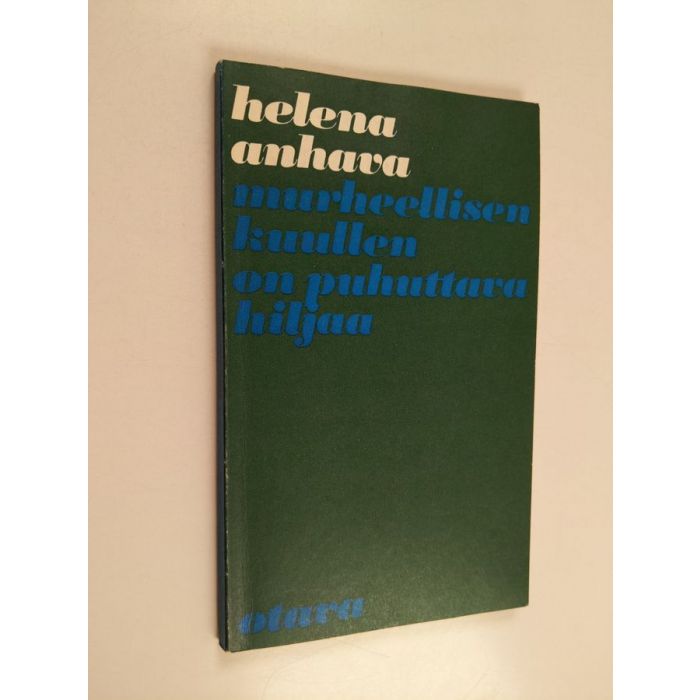 helena
anhava
murheellisen
kuullen
on puhuttava
hiljaa
otava